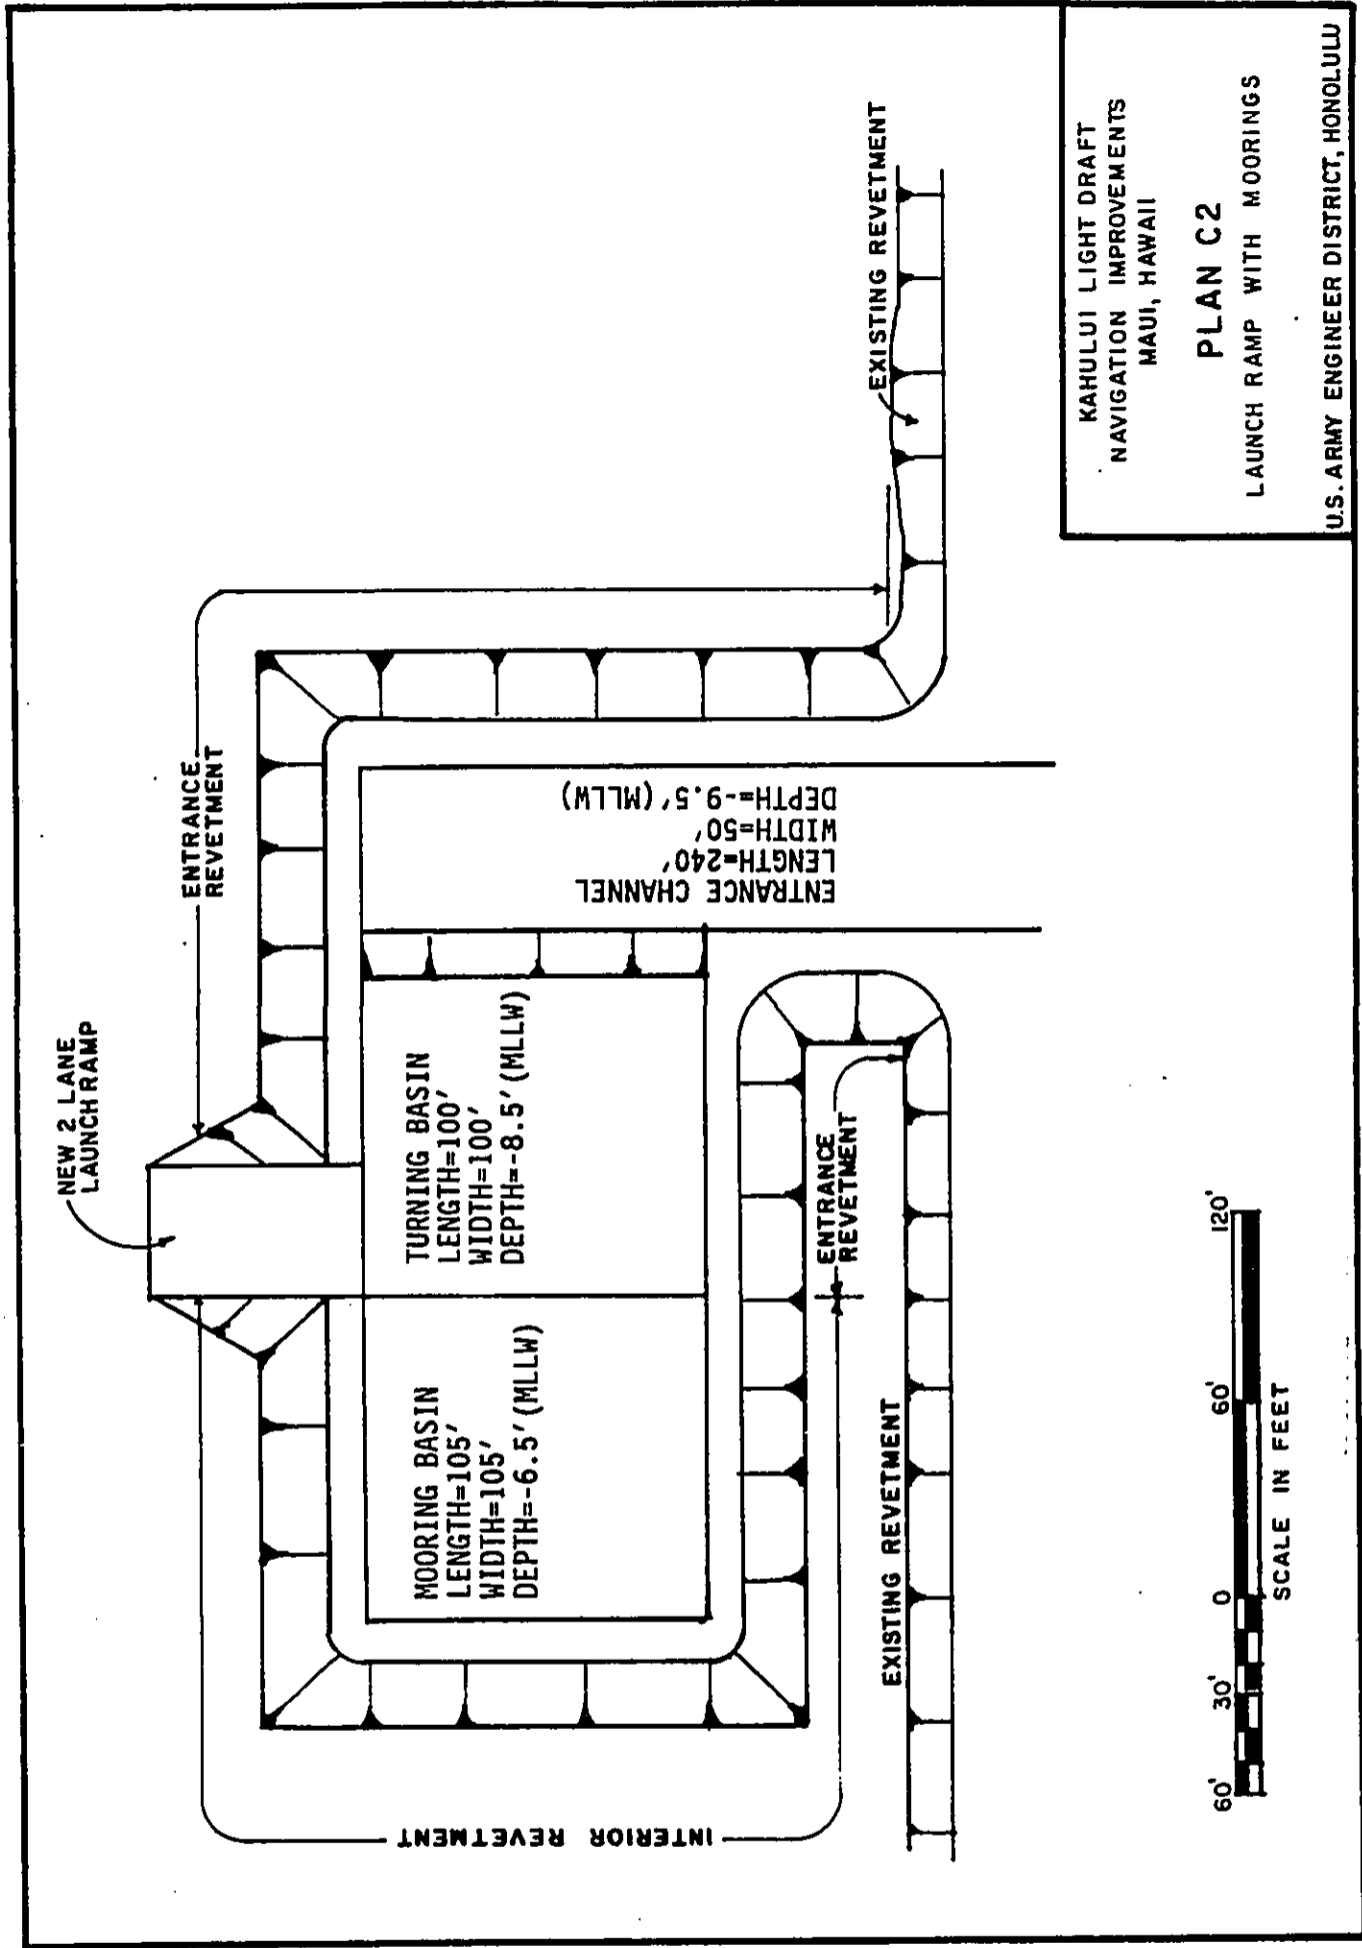 NEW 2 LANE
LAUNCH RAMP
ENTRANCE
REVETMENT
INTERIOR REVETMENT
MOORING BASIN
LENGTH=105'
WIDTH=105'
DEPTH=-6.5'(MLLW)
TURNING BASIN
LENGTH=100'
WIDTH=100'
DEPTH=-8.5'(MLLW)
ENTRANCE CHANNEL
LENGTH=240'
WIDTH=50'
DEPTH=-9.5'(MLLW)
ENTRANCE
REVETMENT
EXISTING REVETMENT
EXISTING REVETMENT
60' 30' 0 60' 120'
SCALE IN FEET
KAHULUI LIGHT DRAFT
NAVIGATION IMPROVEMENTS
MAUI, HAWAII
PLAN C2
LAUNCH RAMP WITH MOORINGS
U.S. ARMY ENGINEER DISTRICT, HONOLULU